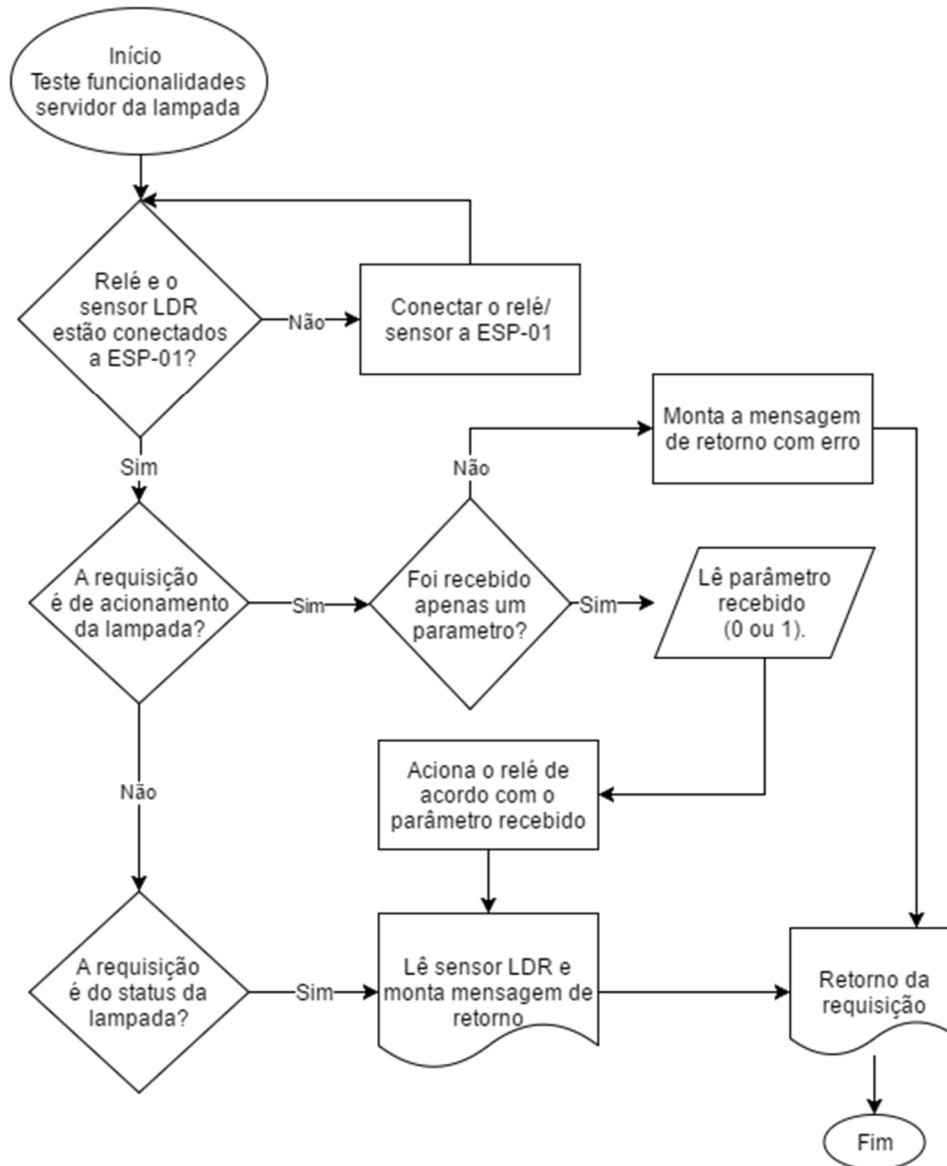 Início
Teste funcionalidades
servidor da lampada
Relé e o
sensor LDR
estão conectados
a ESP-01?
Não
Conectar o relé/
sensor a ESP-01
Sim
Monta a mensagem
de retorno com erro
Não
A requisição
é de acionamento
da lampada?
Sim
Foi recebido
apenas um
parametro?
Sim
Lê parâmetro
recebido
(0 ou 1).
Aciona o relé de
acordo com o
parâmetro recebido
Não
A requisição
é do status da
lampada?
Sim
Lê sensor LDR e
monta mensagem de
retorno
Retorno da
requisição
Fim